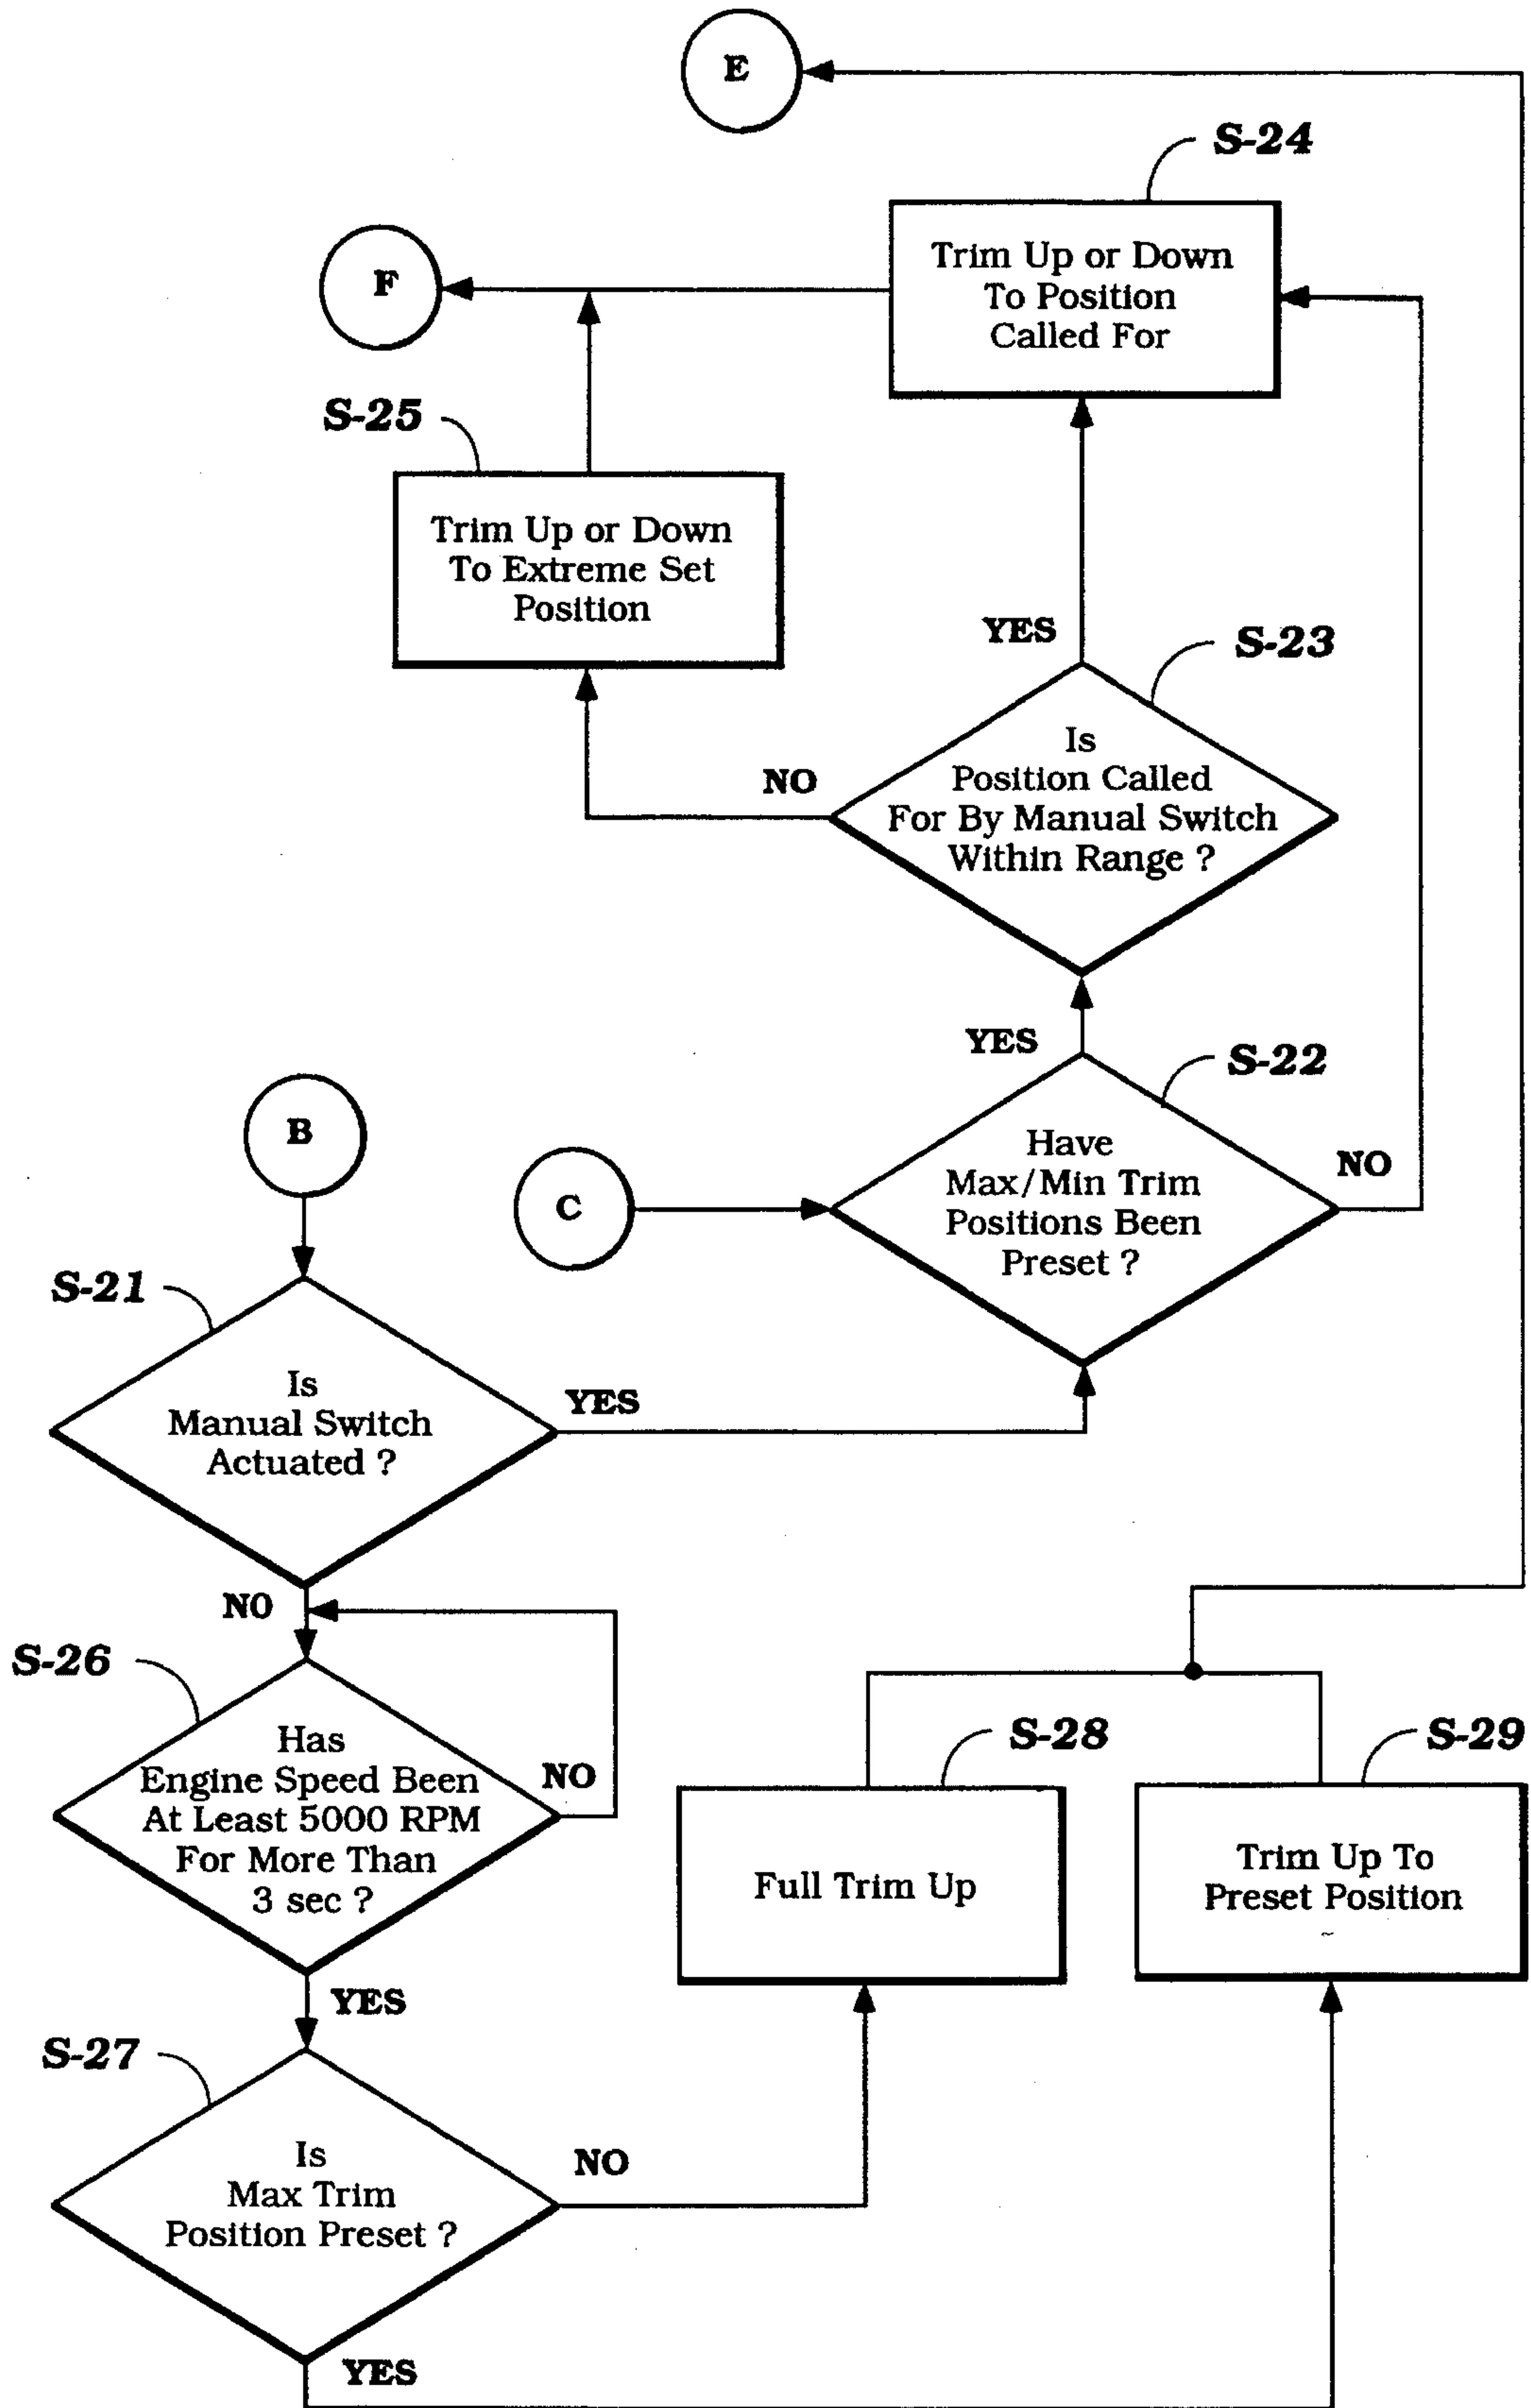 E
S-24
Trim Up or Down
To Position
Called For
F
S-25
Trim Up or Down
To Extreme Set
Position
YES
S-23
Is
Position Called
For By Manual Switch
Within Range ?
NO
YES
S-22
Have
Max/Min Trim
Positions Been
Preset ?
NO
B
C
S-21
Is
Manual Switch
Actuated ?
YES
NO
S-26
Has
Engine Speed Been
At Least 5000 RPM
For More Than
3 sec ?
NO
YES
S-28
Full Trim Up
S-29
Trim Up To
Preset Position
S-27
Is
Max Trim
Position Preset ?
NO
YES